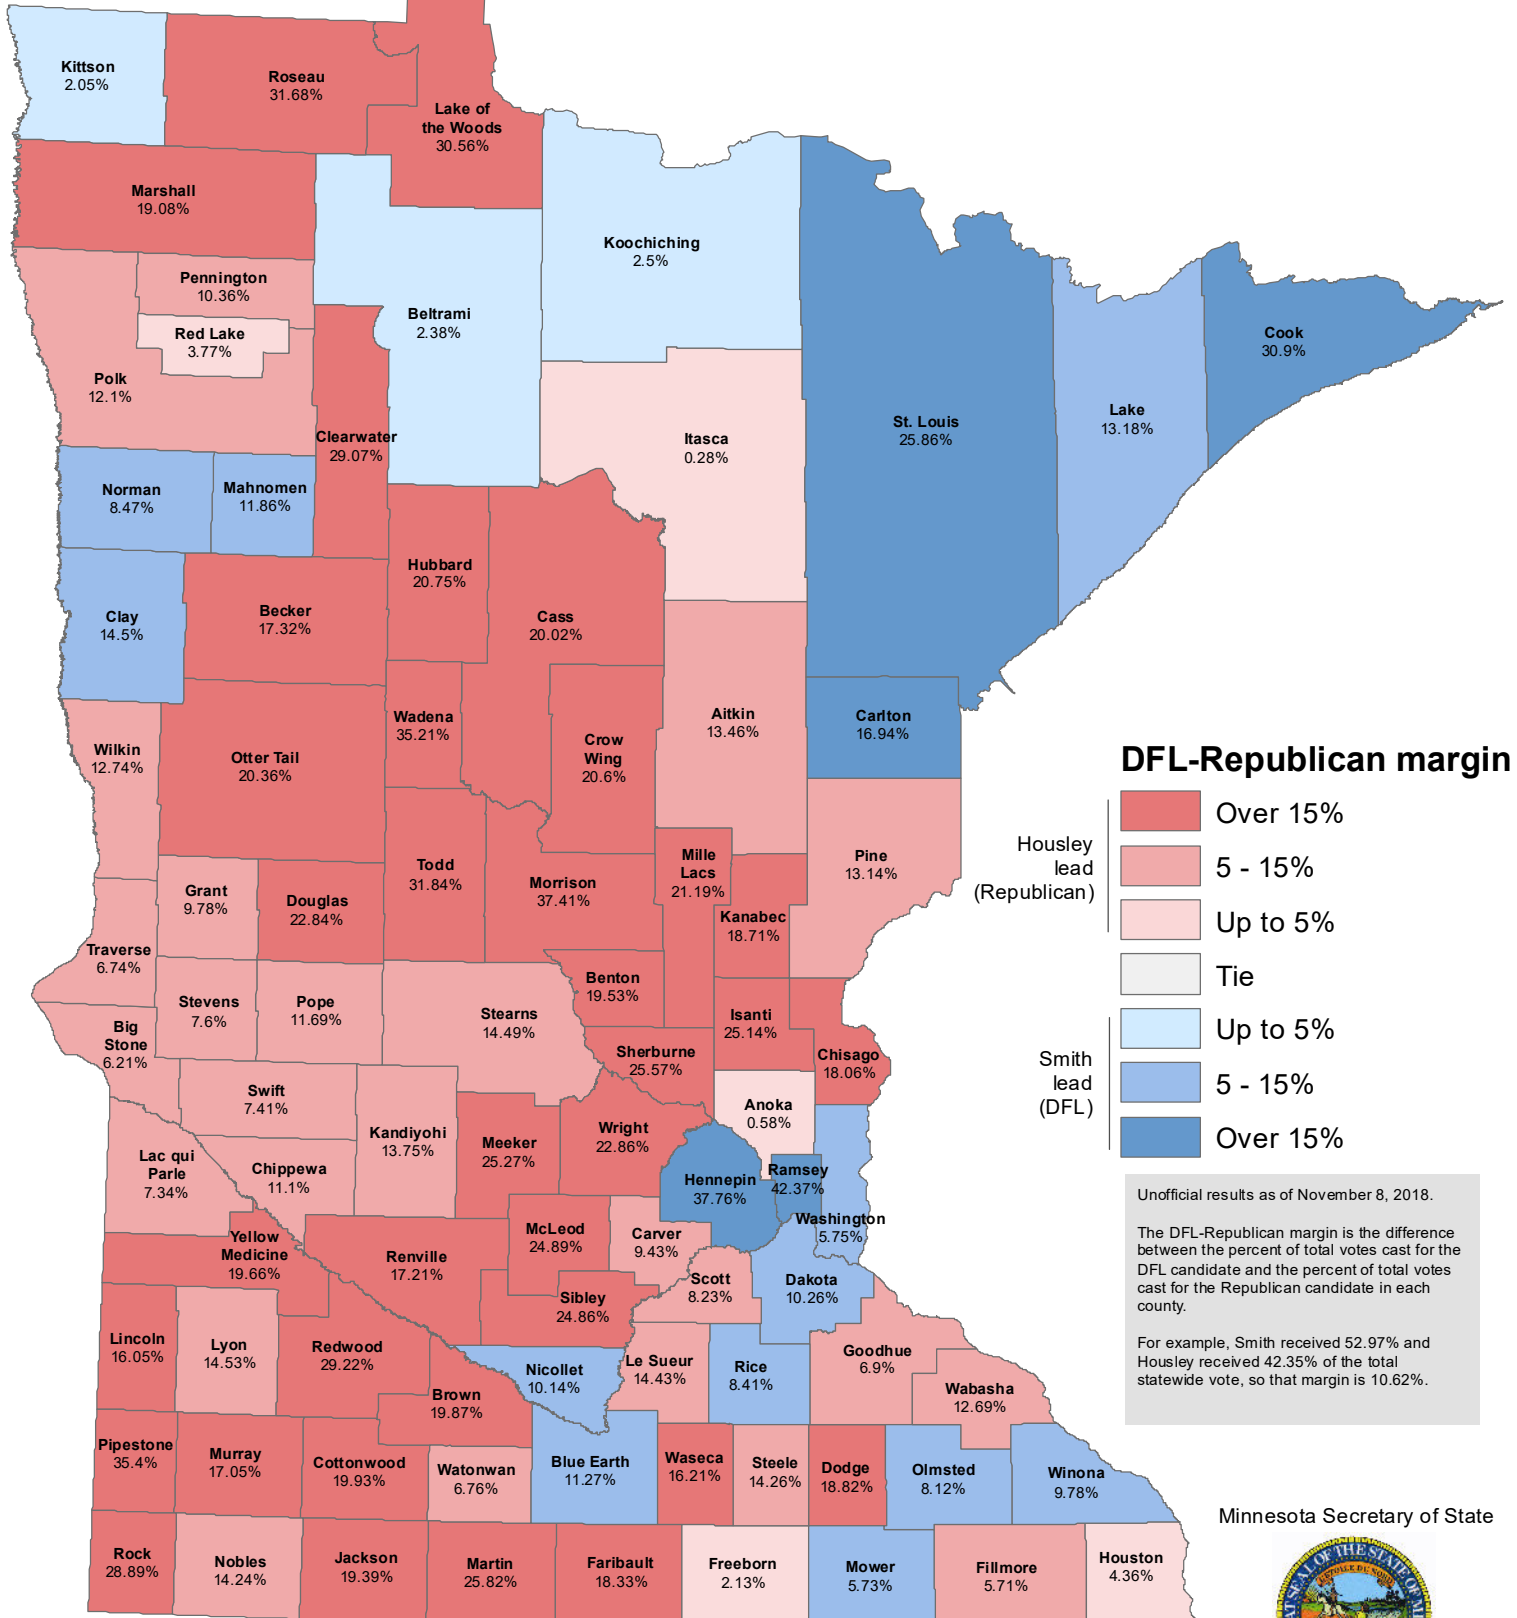 Kittson
2.05%
Roseau
31.68%
Lake of
the Woods
30.56%
Marshall
19.08%
Koochiching
2.5%
Pennington
10.36%
Beltrami
2.38%
Red Lake
3.77%
Cook
30.9%
Polk
12.1%
Lake
13.18%
St. Louis
25.86%
Clearwater
29.07%
Itasca
0.28%
Norman
8.47%
Mahnomen
11.86%
Hubbard
20.75%
Clay
14.5%
Becker
17.32%
Cass
20.02%
Wadena
35.21%
Aitkin
13.46%
Carlton
16.94%
Wilkin
12.74%
Otter Tail
20.36%
Crow
Wing
20.6%
Todd
31.84%
Morrison
37.41%
Mille
Lacs
21.19%
Pine
13.14%
Grant
9.78%
Douglas
22.84%
Kanabec
18.71%
Traverse
6.74%
Benton
19.53%
Stevens
7.6%
Pope
11.69%
Stearns
14.49%
Isanti
25.14%
Big
Stone
6.21%
Sherburne
25.57%
Chisago
18.06%
Swift
7.41%
Anoka
0.58%
Kandiyohi
13.75%
Meeker
25.27%
Wright
22.86%
Lac qui
Parle
7.34%
Chippewa
11.1%
Hennepin
37.76%
Ramsey
42.37%
Washington
5.75%
Yellow
Medicine
19.66%
Renville
17.21%
McLeod
24.89%
Carver
9.43%
Scott
8.23%
Dakota
10.26%
Sibley
24.86%
Lincoln
16.05%
Lyon
14.53%
Redwood
29.22%
Nicollet
10.14%
Le Sueur
14.43%
Rice
8.41%
Goodhue
6.9%
Wabasha
12.69%
Brown
19.87%
Pipestone
35.4%
Murray
17.05%
Cottonwood
19.93%
Watonwan
6.76%
Blue Earth
11.27%
Waseca
16.21%
Steele
14.26%
Dodge
18.82%
Olmsted
8.12%
Winona
9.78%
Rock
28.89%
Nobles
14.24%
Jackson
19.39%
Martin
25.82%
Faribault
18.33%
Freeborn
2.13%
Mower
5.73%
Fillmore
5.71%
Houston
4.36%
DFL-Republican margin
Housley
lead
(Republican)
Over 15%
5 - 15%
Up to 5%
Tie
Smith
lead
(DFL)
Up to 5%
5 - 15%
Over 15%
Unofficial results as of November 8, 2018.
The DFL-Republican margin is the difference
between the percent of total votes cast for the
DFL candidate and the percent of total votes
cast for the Republican candidate in each
county.
For example, Smith received 52.97% and
Housley received 42.35% of the total
statewide vote, so that margin is 10.62%.
Minnesota Secretary of State
SEAL OF THE STATE OF
L'ETOILE DU NORD